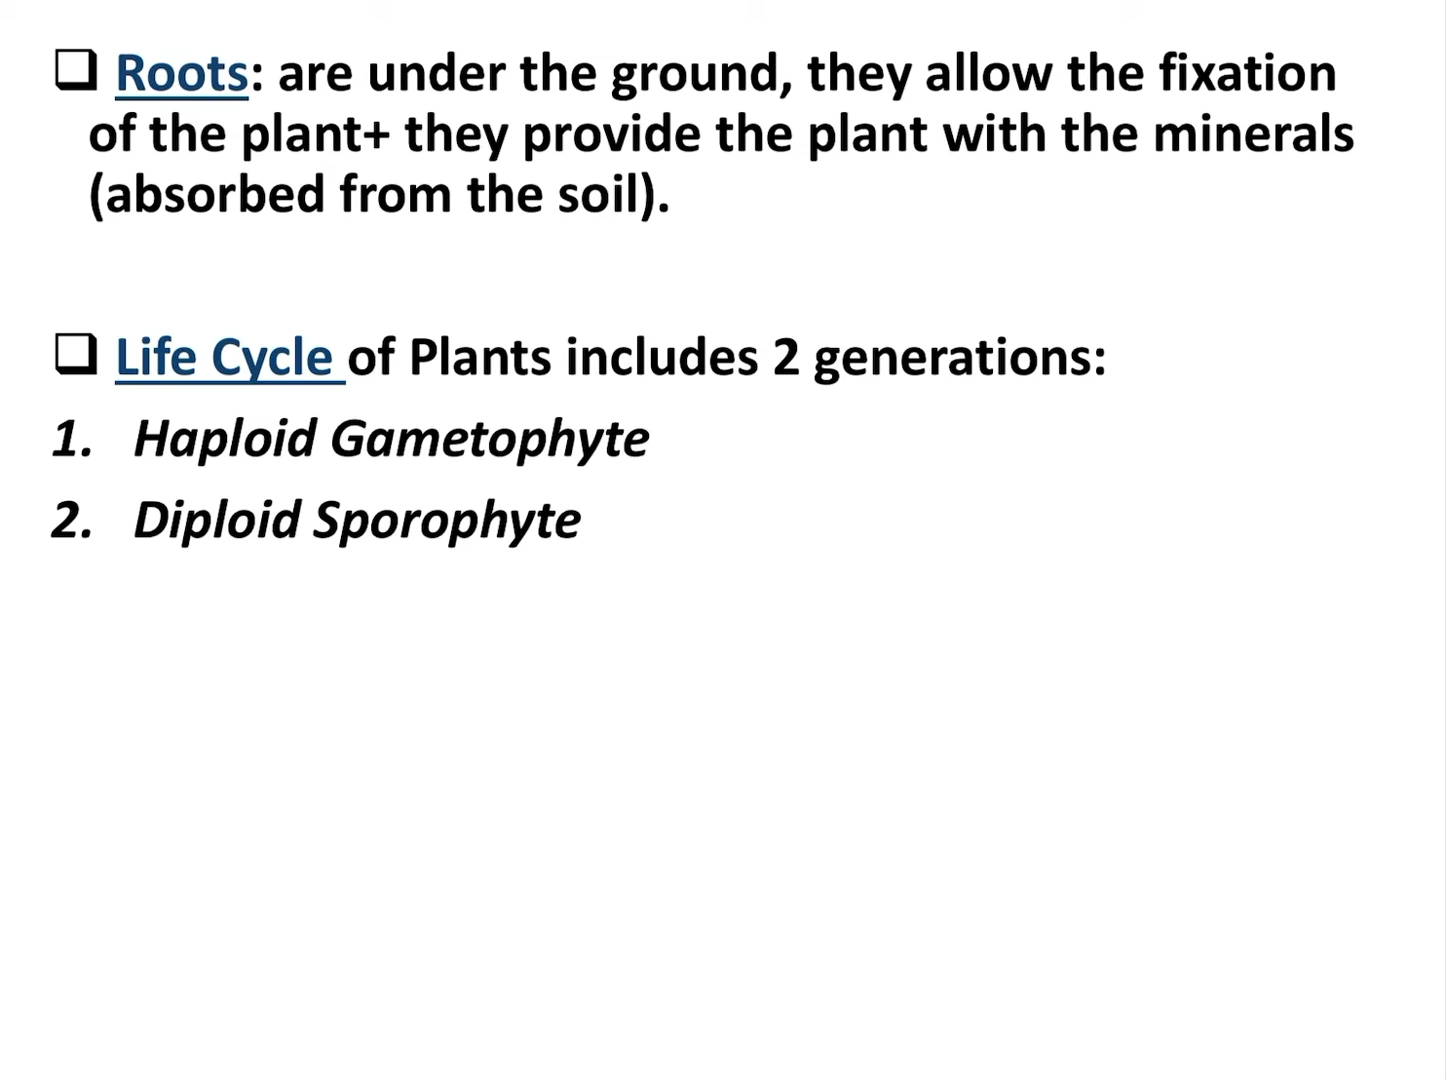 ❑ Roots: are under the ground, they allow the fixation
of the plant+ they provide the plant with the minerals
(absorbed from the soil).
❑ Life Cycle of Plants includes 2 generations:
1. Haploid Gametophyte
2. Diploid Sporophyte